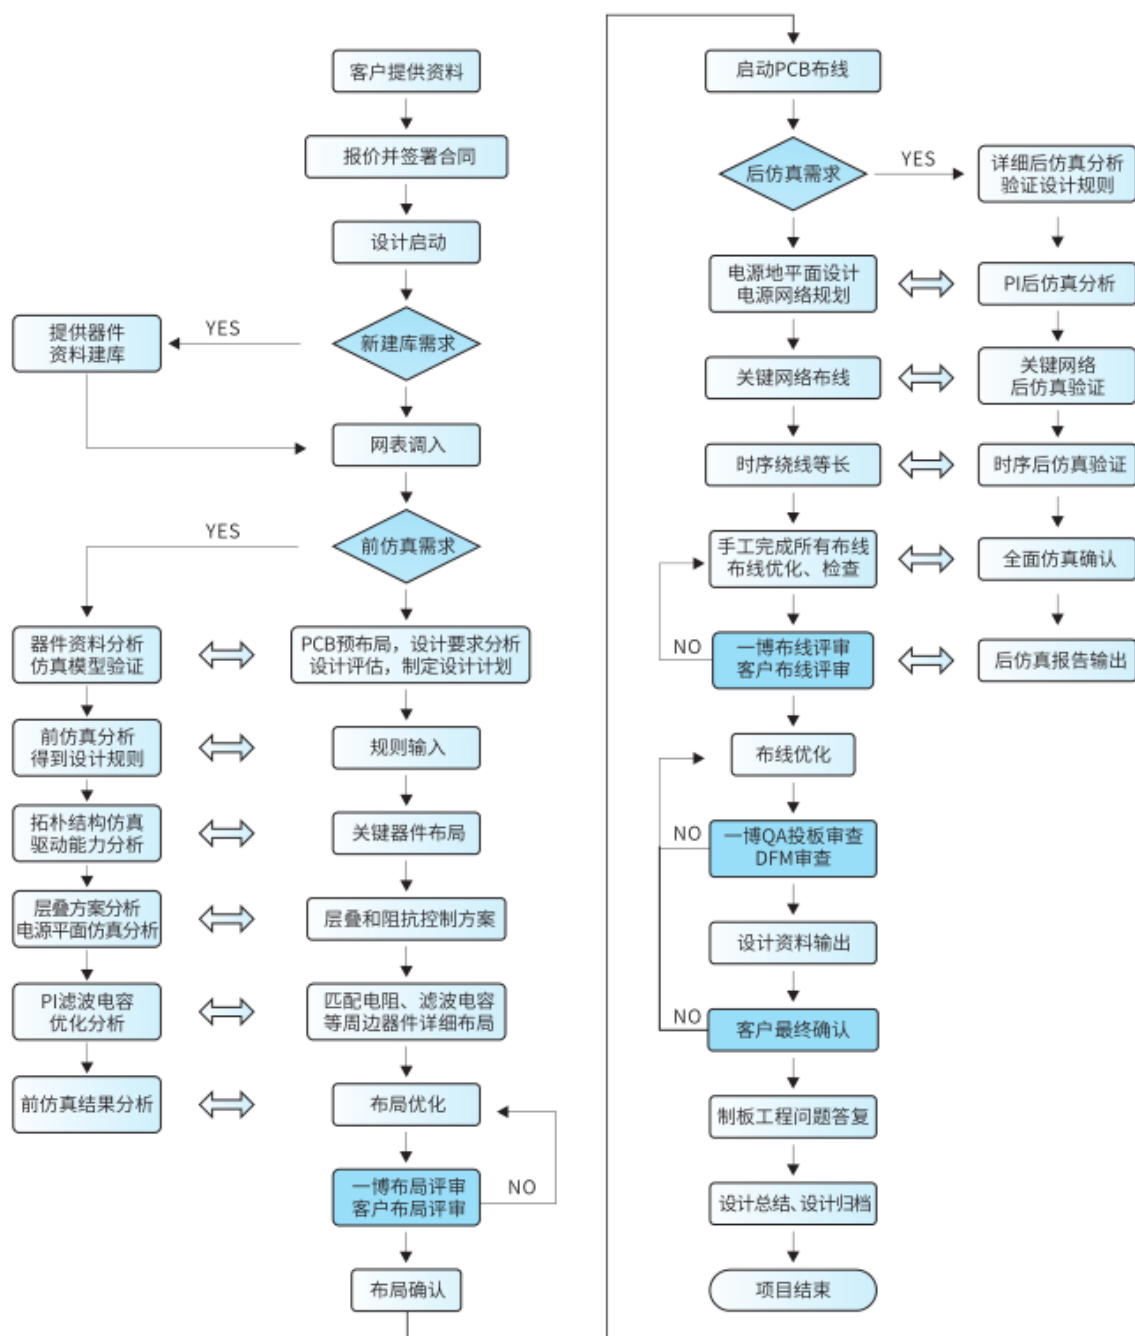 客户提供资料
报价并签署合同
设计启动
新建库需求
YES
提供器件
资料建库
网表调入
前仿真需求
YES
器件资料分析
仿真模型验证
PCB预布局，设计要求分析
设计评估，制定设计计划
前仿真分析
得到设计规则
规则输入
拓朴结构仿真
驱动能力分析
关键器件布局
层叠方案分析
电源平面仿真分析
层叠和阻抗控制方案
PI滤波电容
优化分析
匹配电阻、滤波电容
等周边器件详细布局
前仿真结果分析
布局优化
一博布局评审
客户布局评审
NO
布局确认
启动PCB布线
后仿真需求
YES
详细后仿真分析
验证设计规则
电源地平面设计
电源网络规划
PI后仿真分析
关键网络布线
关键网络
后仿真验证
时序绕线等长
时序后仿真验证
手工完成所有布线
布线优化、检查
全面仿真确认
NO
一博布线评审
客户布线评审
后仿真报告输出
布线优化
NO
一博QA投板审查
DFM审查
设计资料输出
NO
客户最终确认
制板工程问题答复
设计总结、设计归档
项目结束